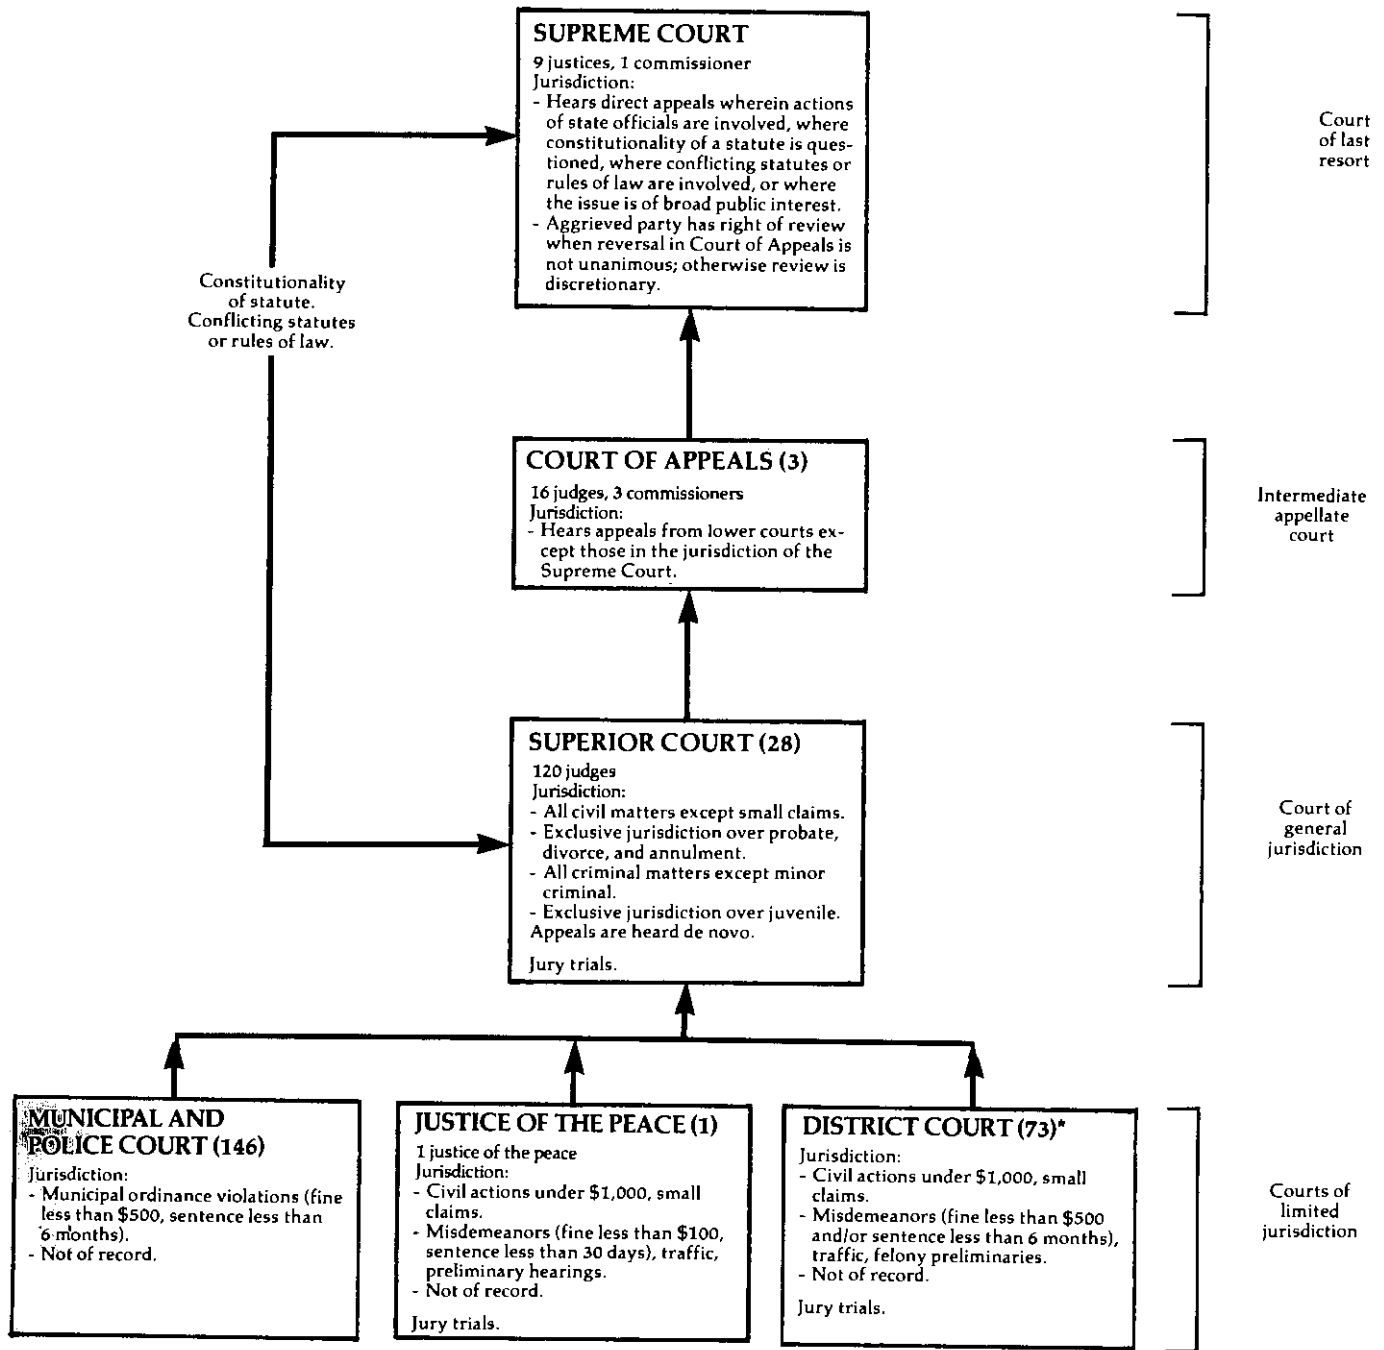 SUPREME COURT
9 justices, 1 commissioner
Jurisdiction:
- Hears direct appeals wherein actions
of state officials are involved, where
constitutionality of a statute is ques-
tioned, where conflicting statutes or
rules of law are involved, or where
the issue is of broad public interest.
- Aggrieved party has right of review
when reversal in Court of Appeals is
not unanimous; otherwise review is
discretionary.
Court
of last
resort
Constitutionality
of statute.
Conflicting statutes
or rules of law.
COURT OF APPEALS (3)
16 judges, 3 commissioners
Jurisdiction:
- Hears appeals from lower courts ex-
cept those in the jurisdiction of the
Supreme Court.
Intermediate
appellate
court
SUPERIOR COURT (28)
120 judges
Jurisdiction:
- All civil matters except small claims.
- Exclusive jurisdiction over probate,
divorce, and annulment.
- All criminal matters except minor
criminal.
- Exclusive jurisdiction over juvenile.
Appeals are heard de novo.
Jury trials.
Court of
general
jurisdiction
MUNICIPAL AND
POLICE COURT (146)
Jurisdiction:
- Municipal ordinance violations (fine
less than $500, sentence less than
6 months).
- Not of record.
JUSTICE OF THE PEACE (1)
1 justice of the peace
Jurisdiction:
- Civil actions under $1,000, small
claims.
- Misdemeanors (fine less than $100,
sentence less than 30 days), traffic,
preliminary hearings.
- Not of record.
Jury trials.
DISTRICT COURT (73)*
Jurisdiction:
- Civil actions under $1,000, small
claims.
- Misdemeanors (fine less than $500
and/or sentence less than 6 months),
traffic, felony preliminaries.
- Not of record.
Jury trials.
Courts of
limited
jurisdiction